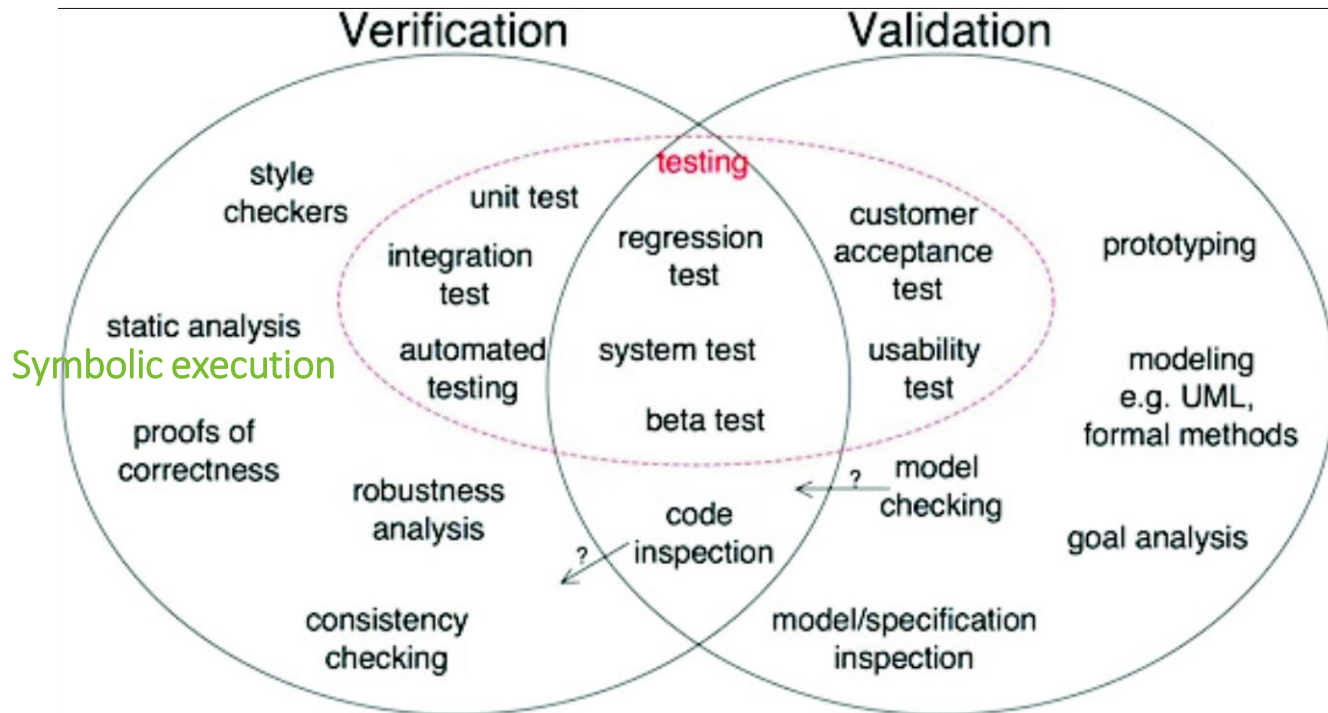 Verification
Validation
testing
style
checkers
unit test
integration
test
automated
testing
static analysis
Symbolic execution
proofs of
correctness
robustness
analysis
consistency
checking
regression
test
system test
beta test
code
inspection
?
customer
acceptance
test
usability
test
?
model
checking
model/specification
inspection
prototyping
modeling
e.g. UML,
formal methods
goal analysis